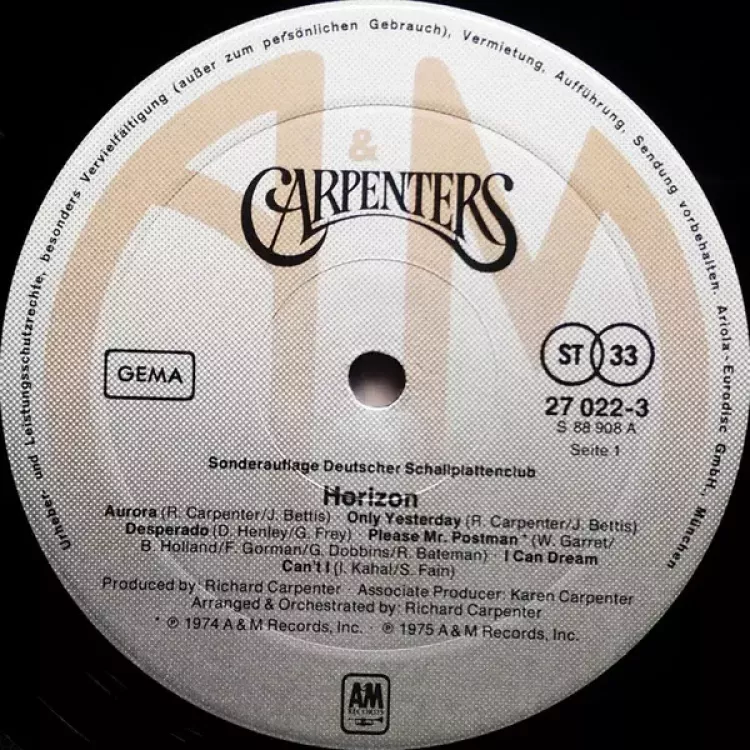 Urheber- und Leistungsschutzrechte, besonders Vervielfältigung (außer zum persönlichen Gebrauch), Vermietung, Aufführung, Sendung vorbehalten. Ariola-Eurodisc GmbH., München
A&M
CARPENTERS
GEMA
ST 33
27 022-3
S 88 908 A
Seite 1
Sonderauflage Deutscher Schallplattenclub
Horizon
Aurora (R. Carpenter/J. Bettis) · Only Yesterday (R. Carpenter/J. Bettis)
Desperado (D. Henley/G. Frey) · Please Mr. Postman * (W. Garret/
B. Holland/F. Gorman/G. Dobbins/R. Bateman) · I Can Dream
Can't I (I. Kahal/S. Fain)
Produced by: Richard Carpenter · Associate Producer: Karen Carpenter
Arranged & Orchestrated by: Richard Carpenter
* ℗ 1974 A & M Records, Inc. · ℗ 1975 A & M Records, Inc.
A&M
RECORDS